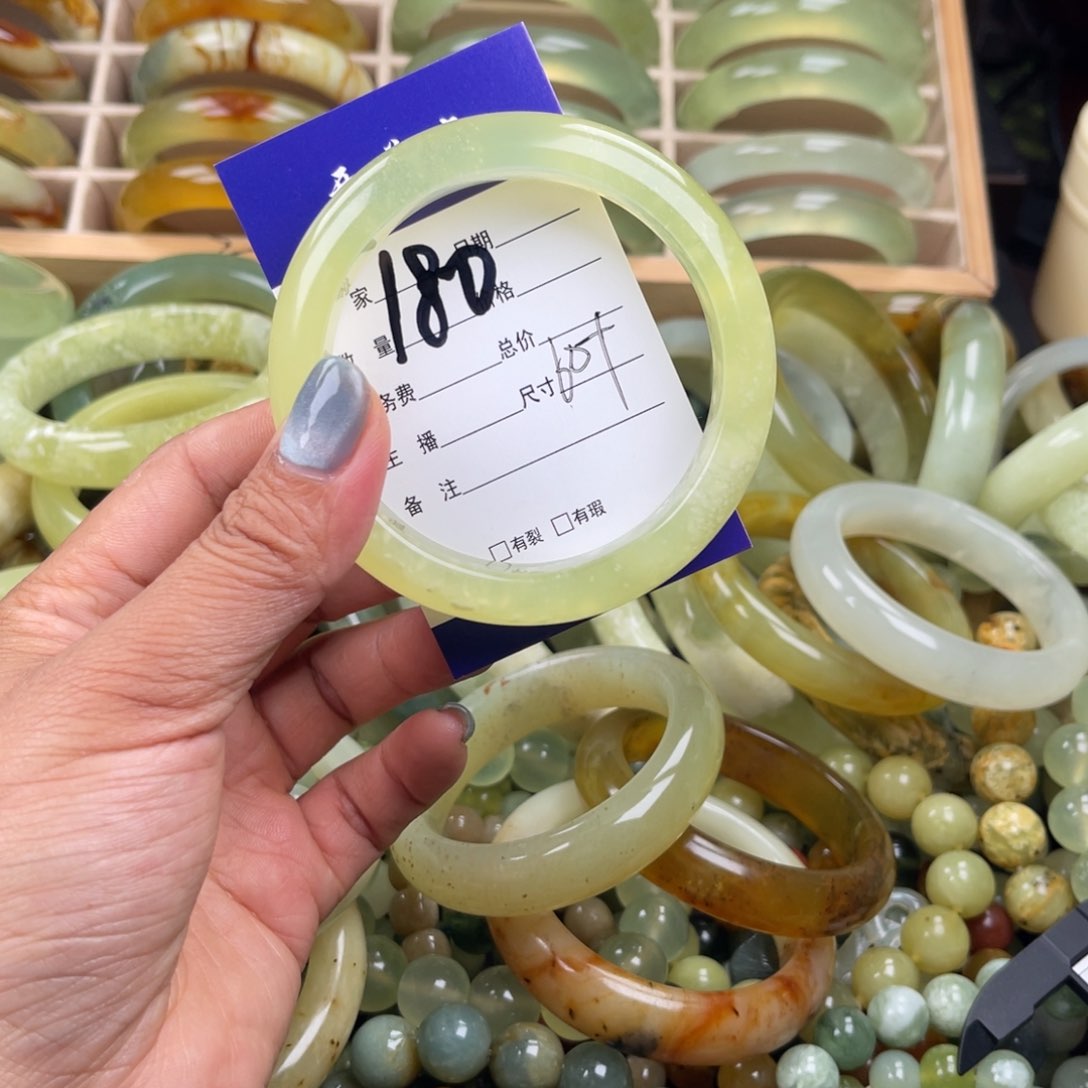 家 180 日期
量 格
务费 总价
主播 尺寸
备注
□有裂 □有瑕